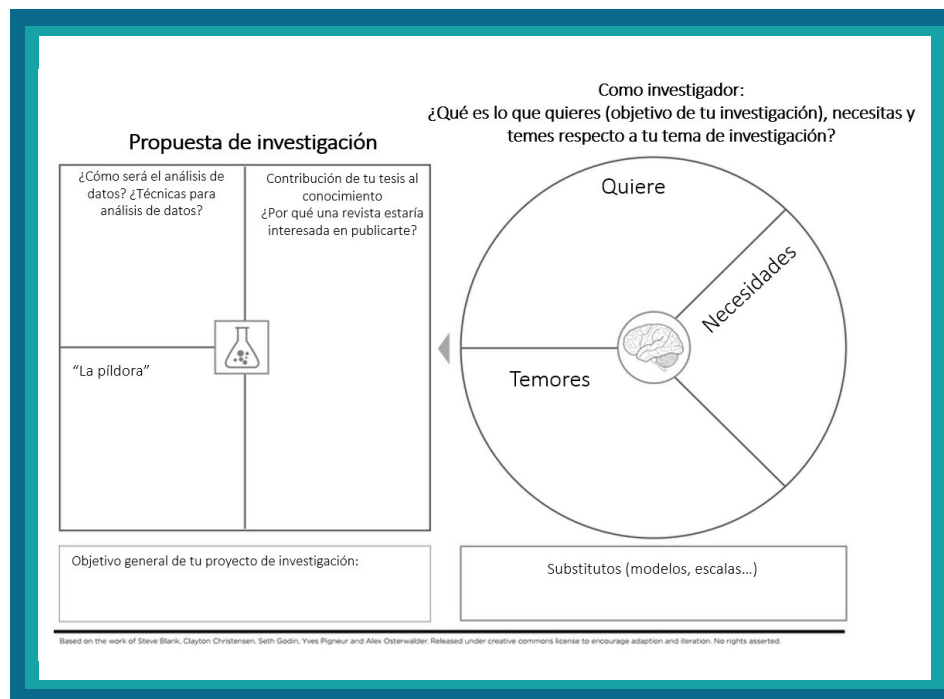 Como investigador:
¿Qué es lo que quieres (objetivo de tu investigación), necesitas y
temes respecto a tu tema de investigación?
Propuesta de investigación
¿Cómo será el análisis de
datos? ¿Técnicas para
análisis de datos?
Contribución de tu tesis al
conocimiento
¿Por qué una revista estaría
interesada en publicarte?
"La píldora"
Quiere
Necesidades
Temores
Objetivo general de tu proyecto de investigación:
Substitutos (modelos, escalas...)
Based on the work of Steve Blank, Clayton Christensen, Seth Godin, Yves Pigneur and Alex Osterwalder. Released under creative commons license to encourage adaption and iteration. No rights asserted.